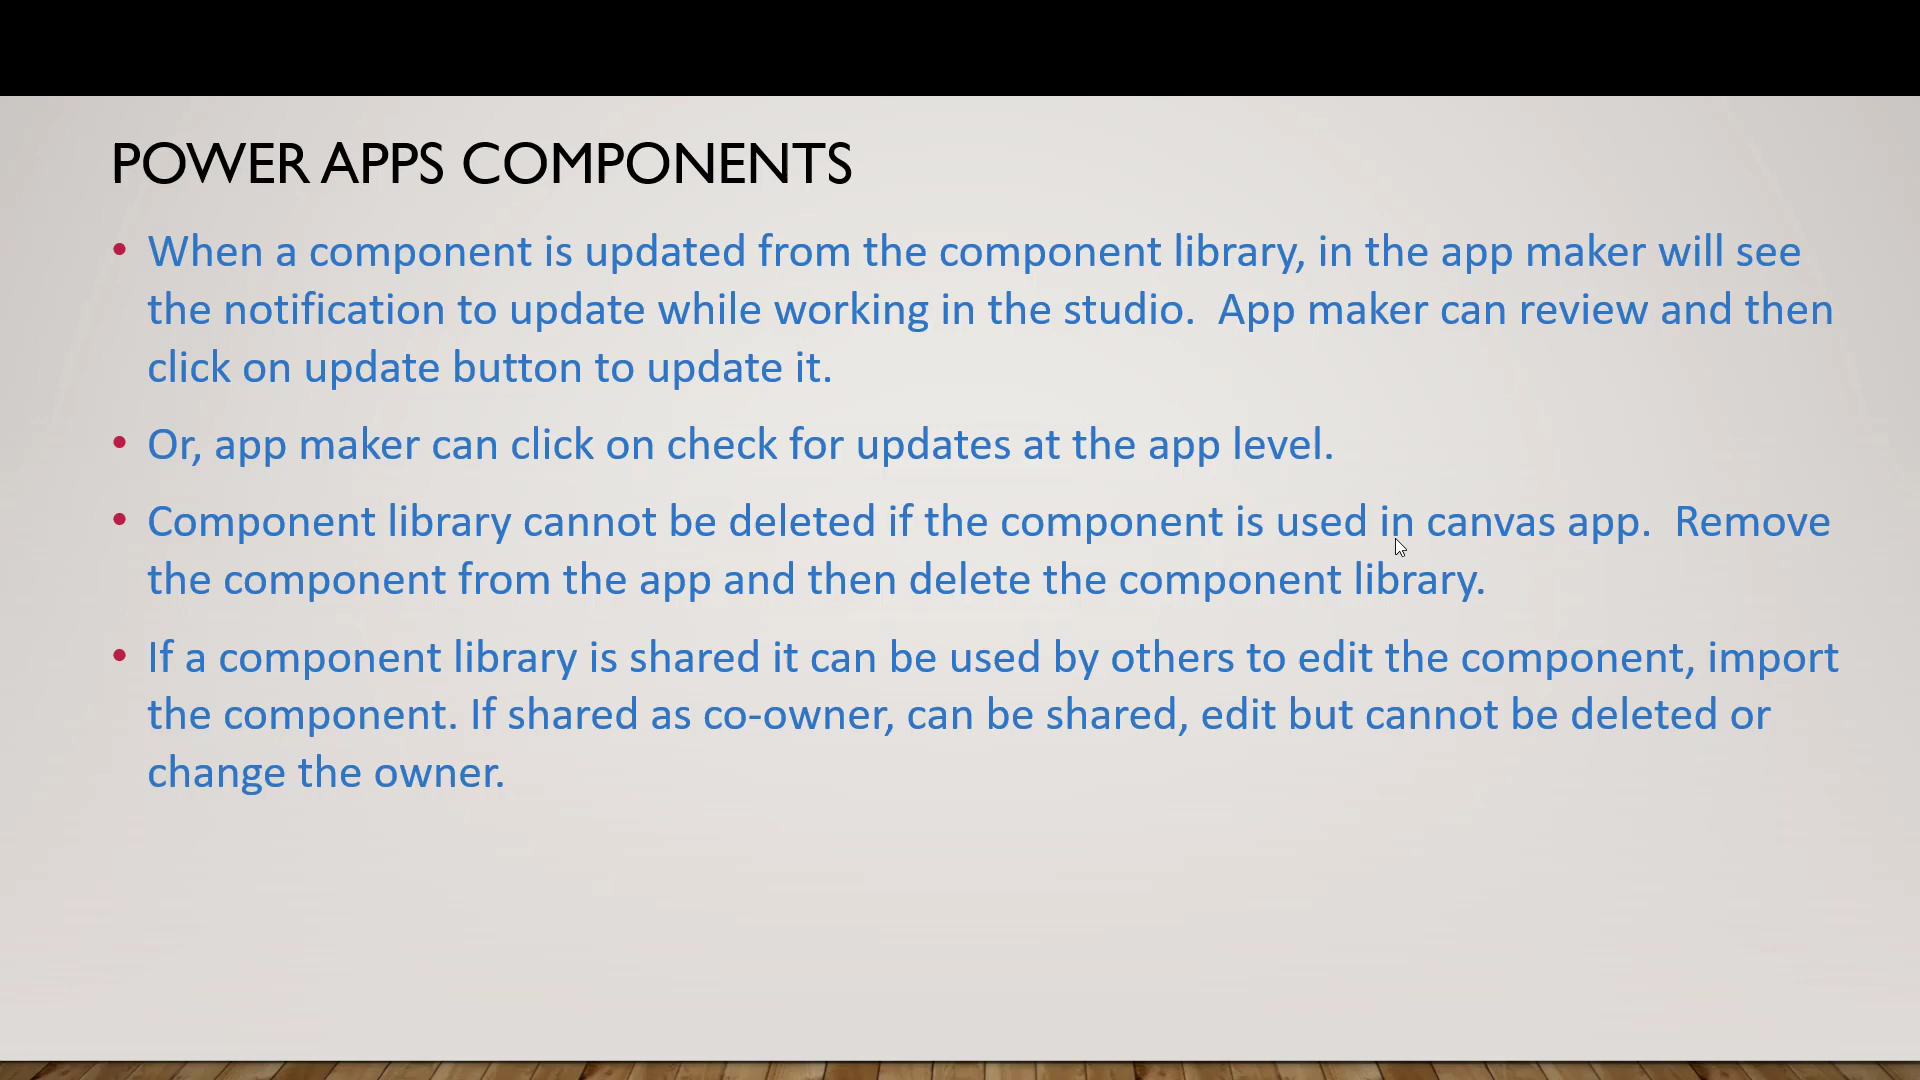 POWER APPS COMPONENTS
• When a component is updated from the component library, in the app maker will see
the notification to update while working in the studio.  App maker can review and then
click on update button to update it.
• Or, app maker can click on check for updates at the app level.
• Component library cannot be deleted if the component is used in canvas app.  Remove
the component from the app and then delete the component library.
• If a component library is shared it can be used by others to edit the component, import
the component. If shared as co-owner, can be shared, edit but cannot be deleted or
change the owner.